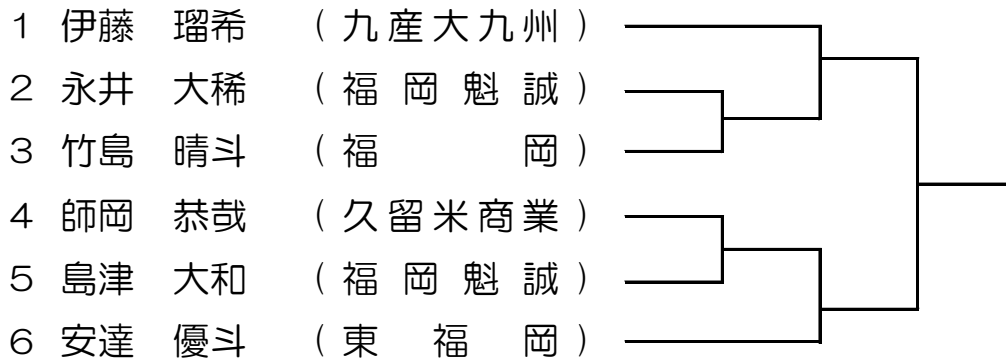 1 伊藤 瑠希 (九産大九州)
2 永井 大稀 (福岡魁誠)
3 竹島 晴斗 (福岡)
4 師岡 恭哉 (久留米商業)
5 島津 大和 (福岡魁誠)
6 安達 優斗 (東福岡)